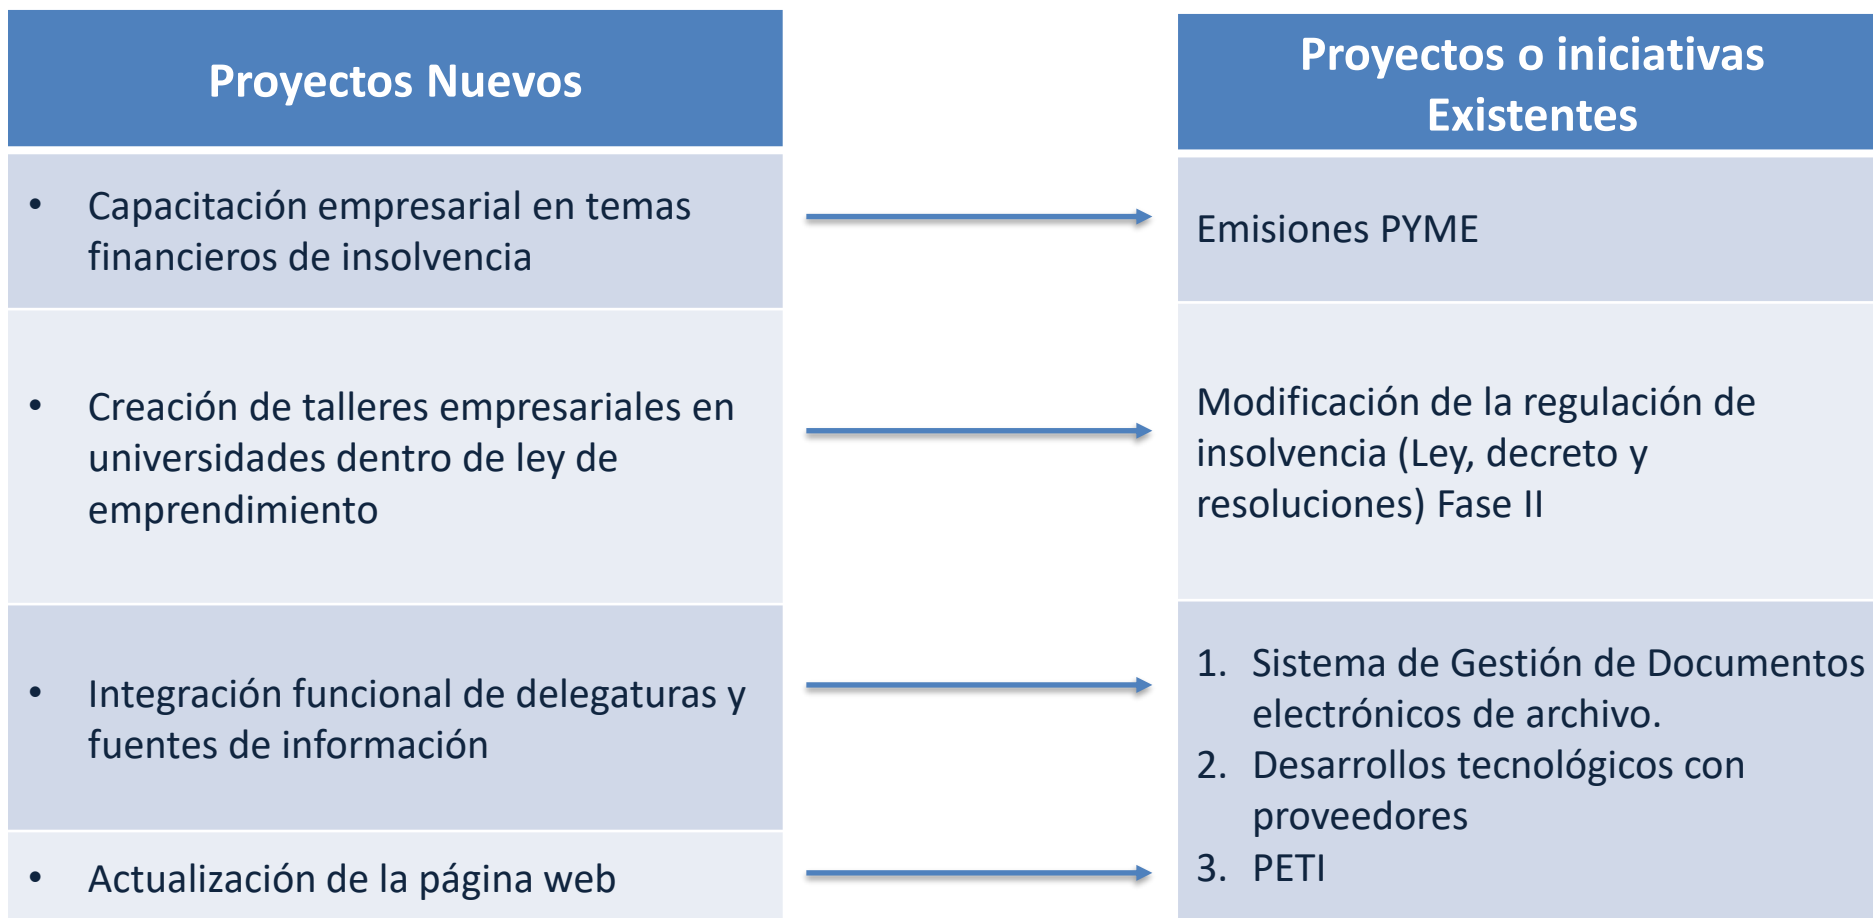 Proyectos Nuevos
• Capacitación empresarial en temas
financieros de insolvencia
• Creación de talleres empresariales en
universidades dentro de ley de
emprendimiento
• Integración funcional de delegaturas y
fuentes de información
• Actualización de la página web
Proyectos o iniciativas
Existentes
Emisiones PYME
Modificación de la regulación de
insolvencia (Ley, decreto y
resoluciones) Fase II
1. Sistema de Gestión de Documentos
electrónicos de archivo.
2. Desarrollos tecnológicos con
proveedores
3. PETI